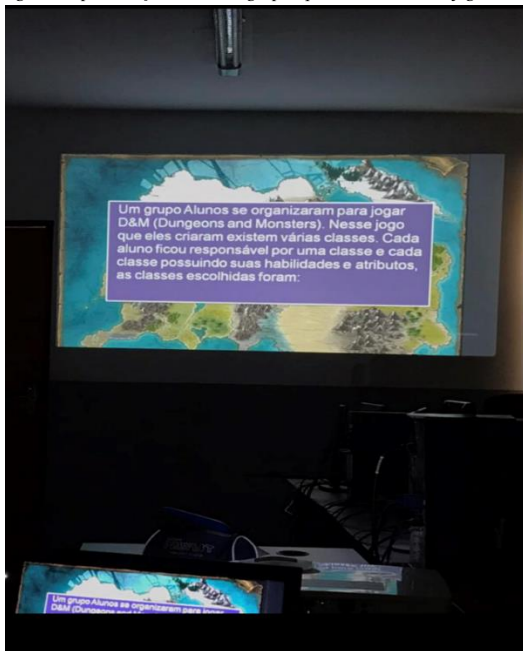 Um grupo Alunos se organizaram para jogar
D&M (Dungeons and Monsters). Nesse jogo
que eles criaram existem várias classes. Cada
aluno ficou responsável por uma classe e cada
classe possuindo suas habilidades e atributos,
as classes escolhidas foram:
Um grupo Alunos se organizaram para jogar
D&M (Dungeons and